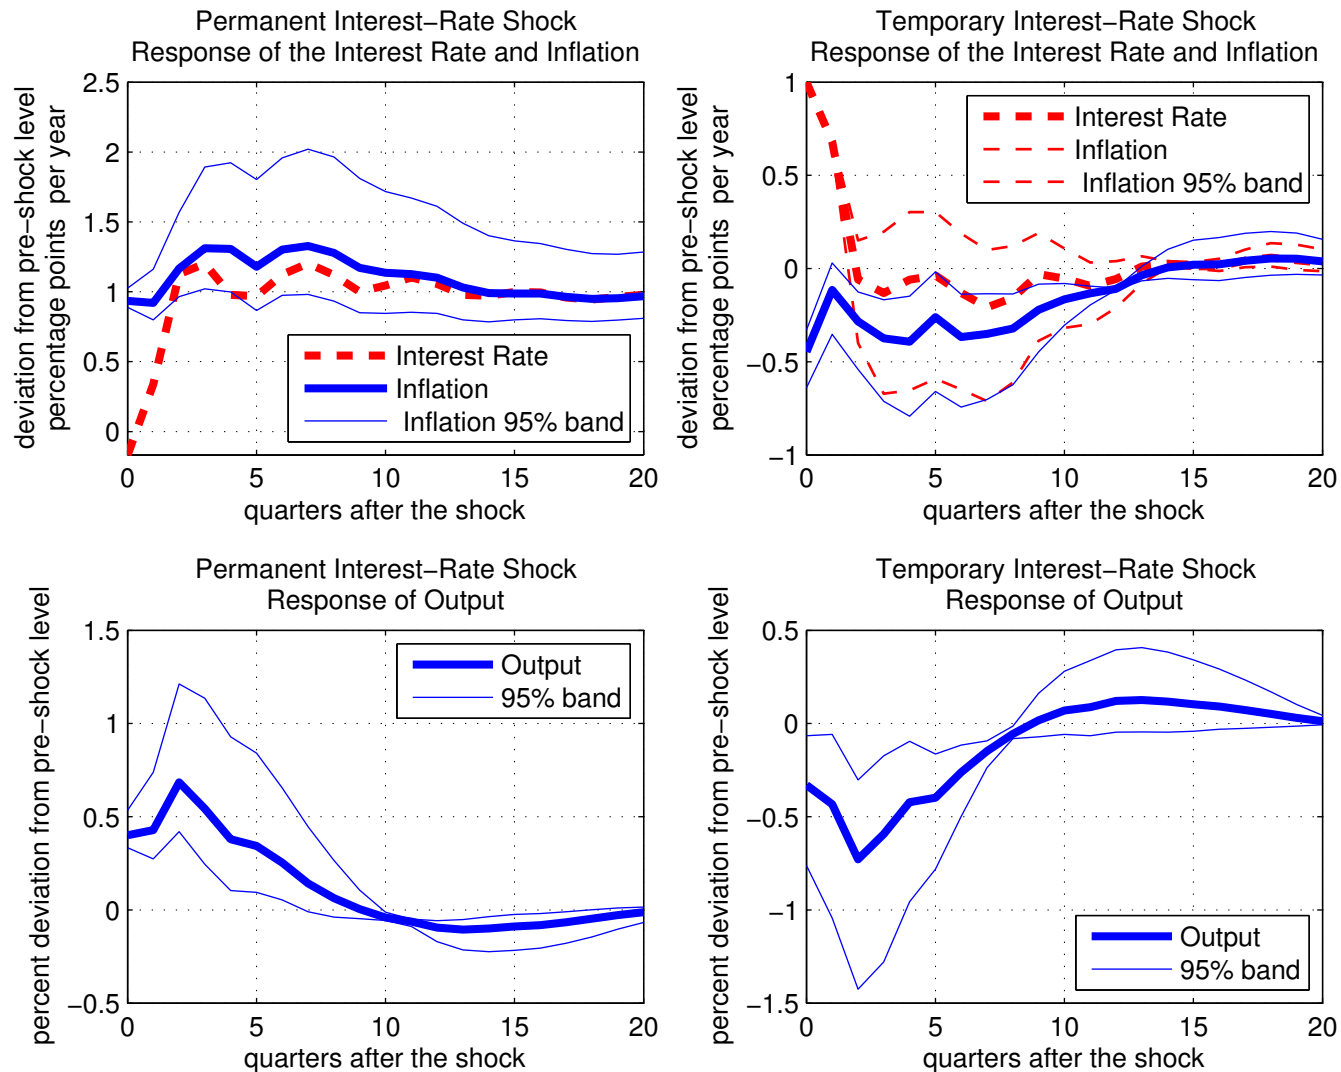 Permanent Interest−Rate Shock
Response of the Interest Rate and Inflation
deviation from pre−shock level
percentage points per year
2.5
2
1.5
1
0.5
0
Interest Rate
Inflation
Inflation 95% band
0 5 10 15 20
quarters after the shock
Temporary Interest−Rate Shock
Response of the Interest Rate and Inflation
deviation from pre−shock level
percentage points per year
1
0.5
0
−0.5
−1
Interest Rate
Inflation
Inflation 95% band
0 5 10 15 20
quarters after the shock
Permanent Interest−Rate Shock
Response of Output
percent deviation from pre−shock level
1.5
1
0.5
0
−0.5
Output
95% band
0 5 10 15 20
quarters after the shock
Temporary Interest−Rate Shock
Response of Output
percent deviation from pre−shock level
0.5
0
−0.5
−1
−1.5
Output
95% band
0 5 10 15 20
quarters after the shock